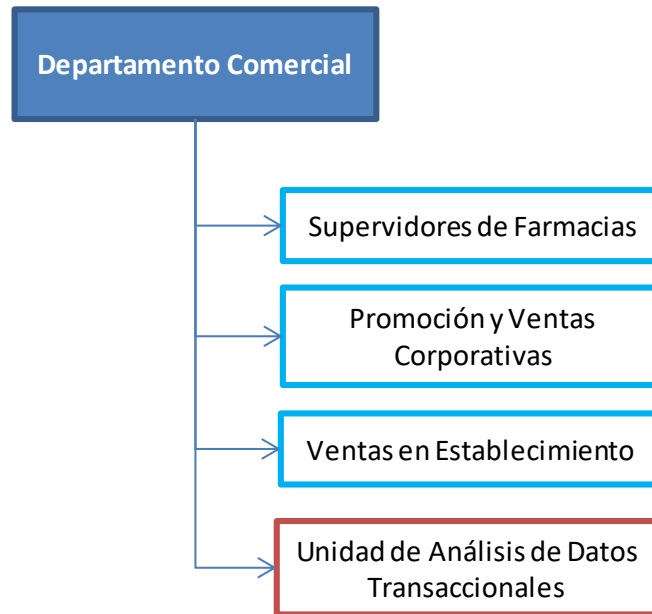 Departamento Comercial
Supervidores de Farmacias
Promoción y Ventas
Corporativas
Ventas en Establecimiento
Unidad de Análisis de Datos
Transaccionales